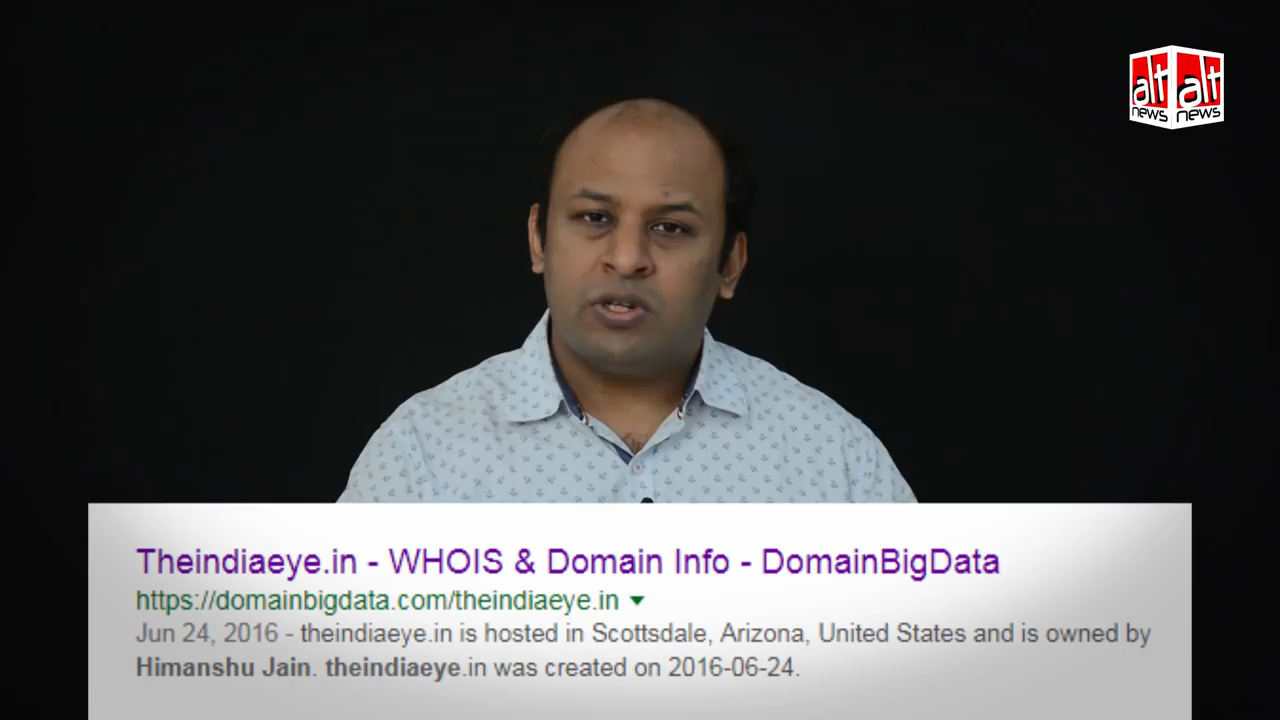 alt alt
news news
Theindiaeye.in - WHOIS & Domain Info - DomainBigData
https://domainbigdata.com/theindiaeye.in
Jun 24, 2016 - theindiaeye.in is hosted in Scottsdale, Arizona, United States and is owned by
Himanshu Jain. theindiaeye.in was created on 2016-06-24.